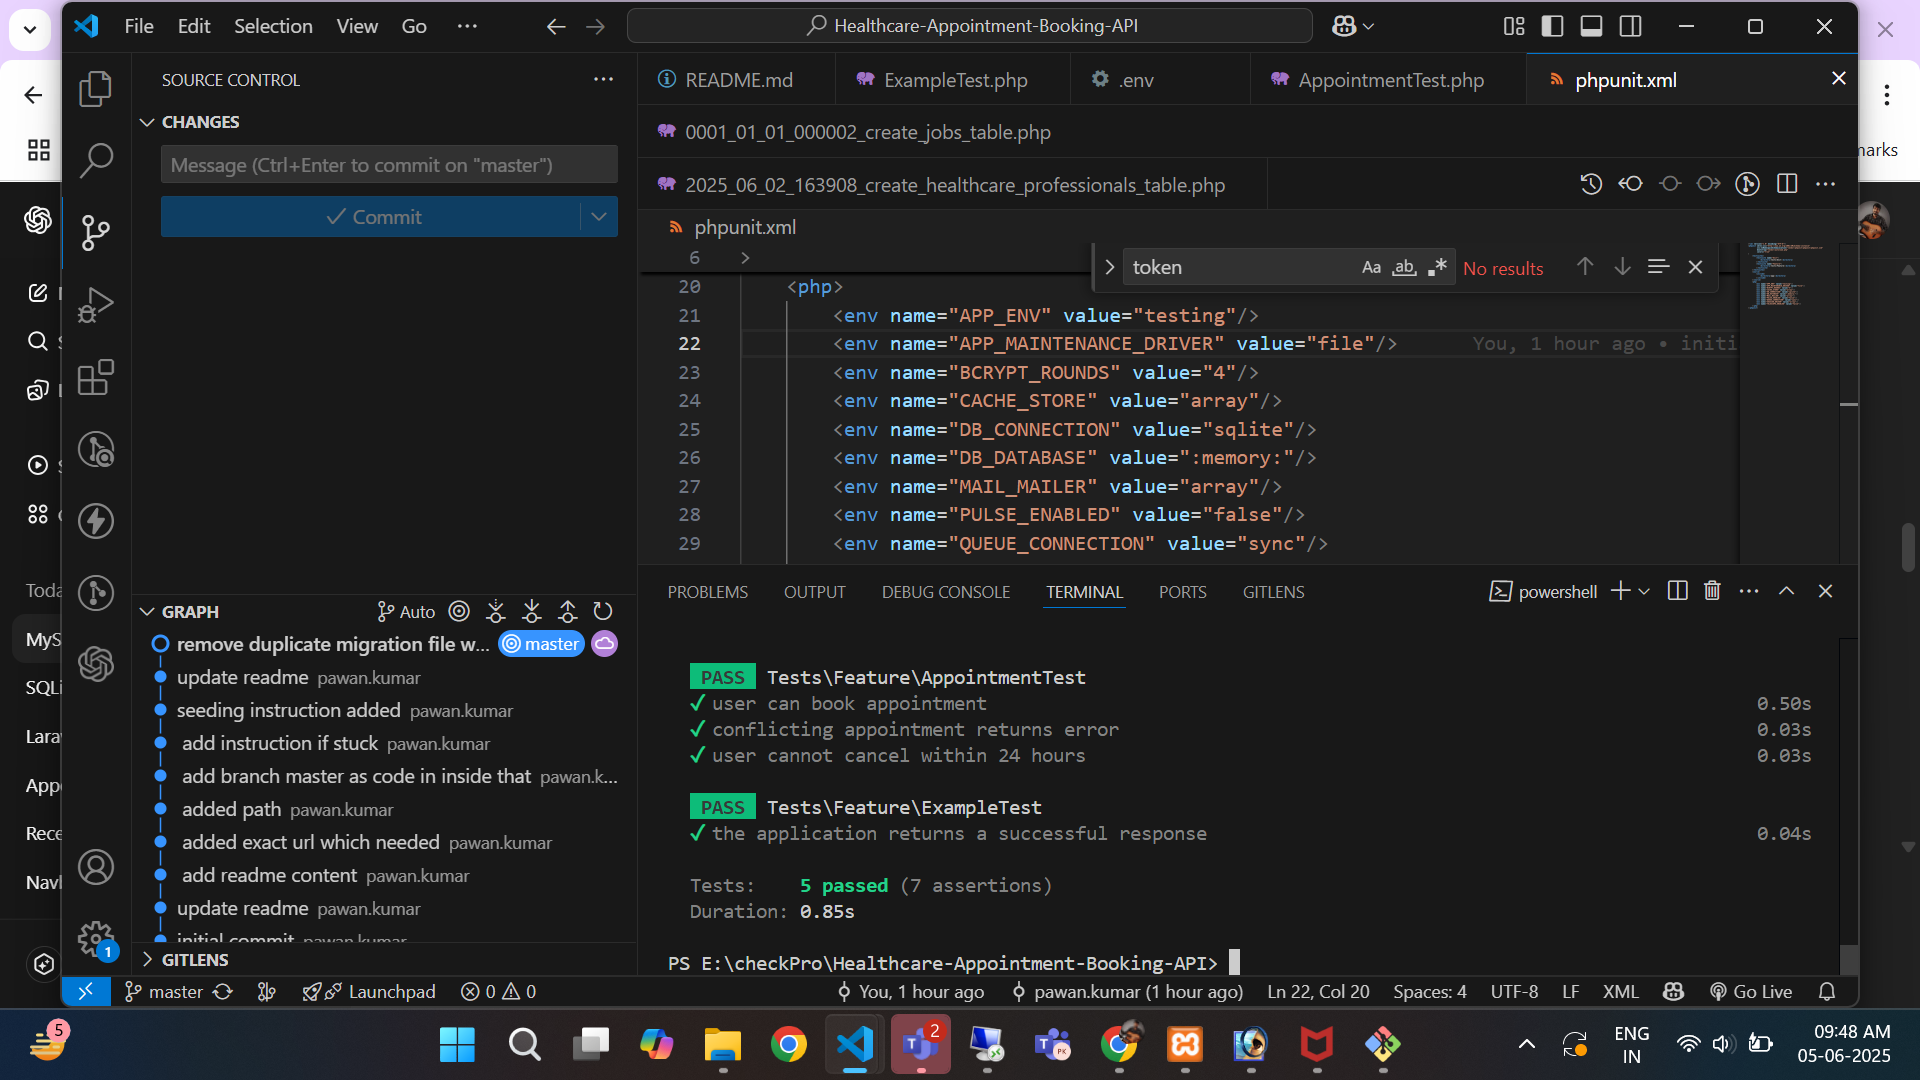 File Edit Selection View Go
Healthcare-Appointment-Booking-API
SOURCE CONTROL
CHANGES
Message (Ctrl+Enter to commit on "master")
Commit
README.md
ExampleTest.php
.env
AppointmentTest.php
phpunit.xml
0001_01_01_000002_create_jobs_table.php
2025_06_02_163908_create_healthcare_professionals_table.php
phpunit.xml
token
Aa ab
No results
6 >
20 <php>
21 <env name="APP_ENV" value="testing"/>
22 <env name="APP_MAINTENANCE_DRIVER" value="file"/> You, 1 hour ago • initi
23 <env name="BCRYPT_ROUNDS" value="4"/>
24 <env name="CACHE_STORE" value="array"/>
25 <env name="DB_CONNECTION" value="sqlite"/>
26 <env name="DB_DATABASE" value=":memory:"/>
27 <env name="MAIL_MAILER" value="array"/>
28 <env name="PULSE_ENABLED" value="false"/>
29 <env name="QUEUE_CONNECTION" value="sync"/>
GRAPH
Auto
remove duplicate migration file w... master
update readme pawan.kumar
seeding instruction added pawan.kumar
add instruction if stuck pawan.kumar
add branch master as code in inside that pawan.k...
added path pawan.kumar
added exact url which needed pawan.kumar
add readme content pawan.kumar
update readme pawan.kumar
initial commit pawan.kumar
GITLENS
PROBLEMS OUTPUT DEBUG CONSOLE TERMINAL PORTS GITLENS
powershell
PASS Tests\Feature\AppointmentTest
✓ user can book appointment 0.50s
✓ conflicting appointment returns error 0.03s
✓ user cannot cancel within 24 hours 0.03s
PASS Tests\Feature\ExampleTest
✓ the application returns a successful response 0.04s
Tests: 5 passed (7 assertions)
Duration: 0.85s
PS E:\checkPro\Healthcare-Appointment-Booking-API>
1
master
Launchpad
0 0
You, 1 hour ago
pawan.kumar (1 hour ago)
Ln 22, Col 20
Spaces: 4
UTF-8
LF
XML
Go Live
Toda
MyS
SQLi
Lara
App
Rece
Navl
marks
5
2
PK
ENG
IN
09:48 AM
05-06-2025